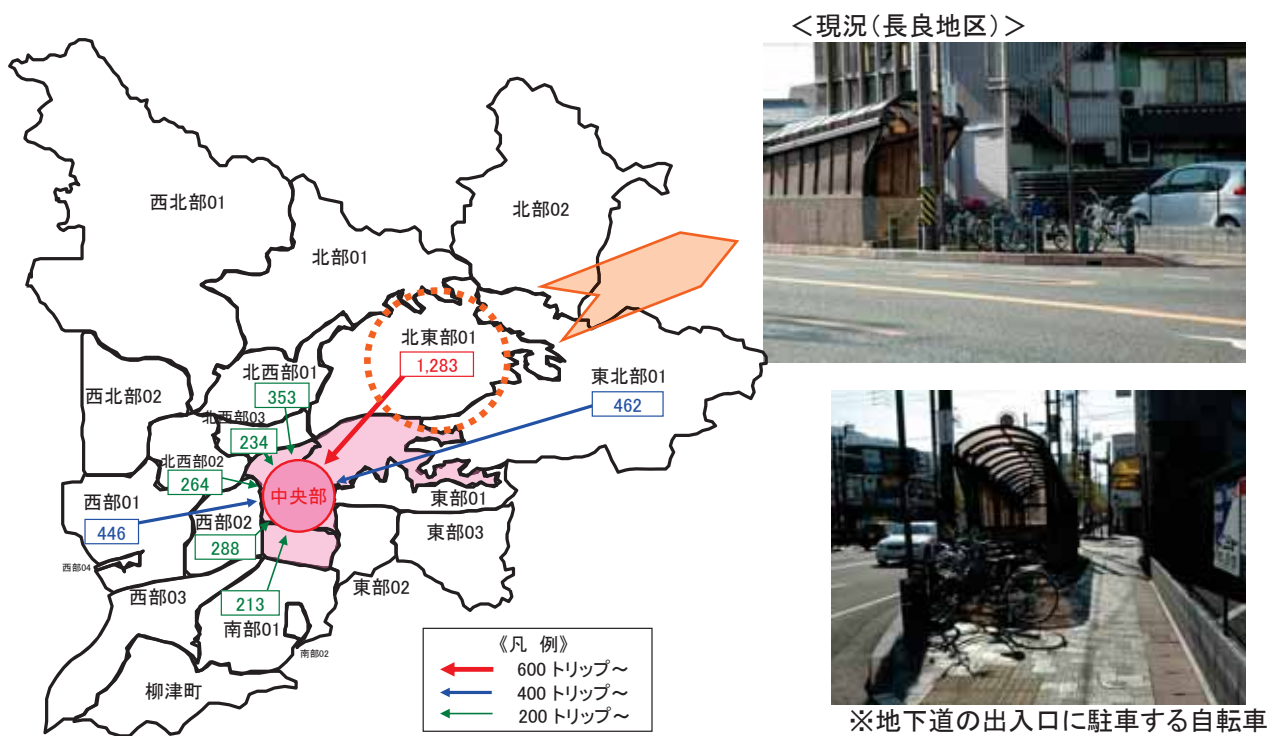 ＜現況（長良地区）＞
西北部01
北部02
北部01
北東部01
1,283
北西部01
353
東北部01
462
西北部02
北西部03
234
北西部02
264
中央部
西部01
446
西部02
288
東部01
東部03
西部04
西部03
213
南部01
東部02
南部02
柳津町
《凡 例》
600 トリップ～
400 トリップ～
200 トリップ～
※地下道の出入口に駐車する自転車